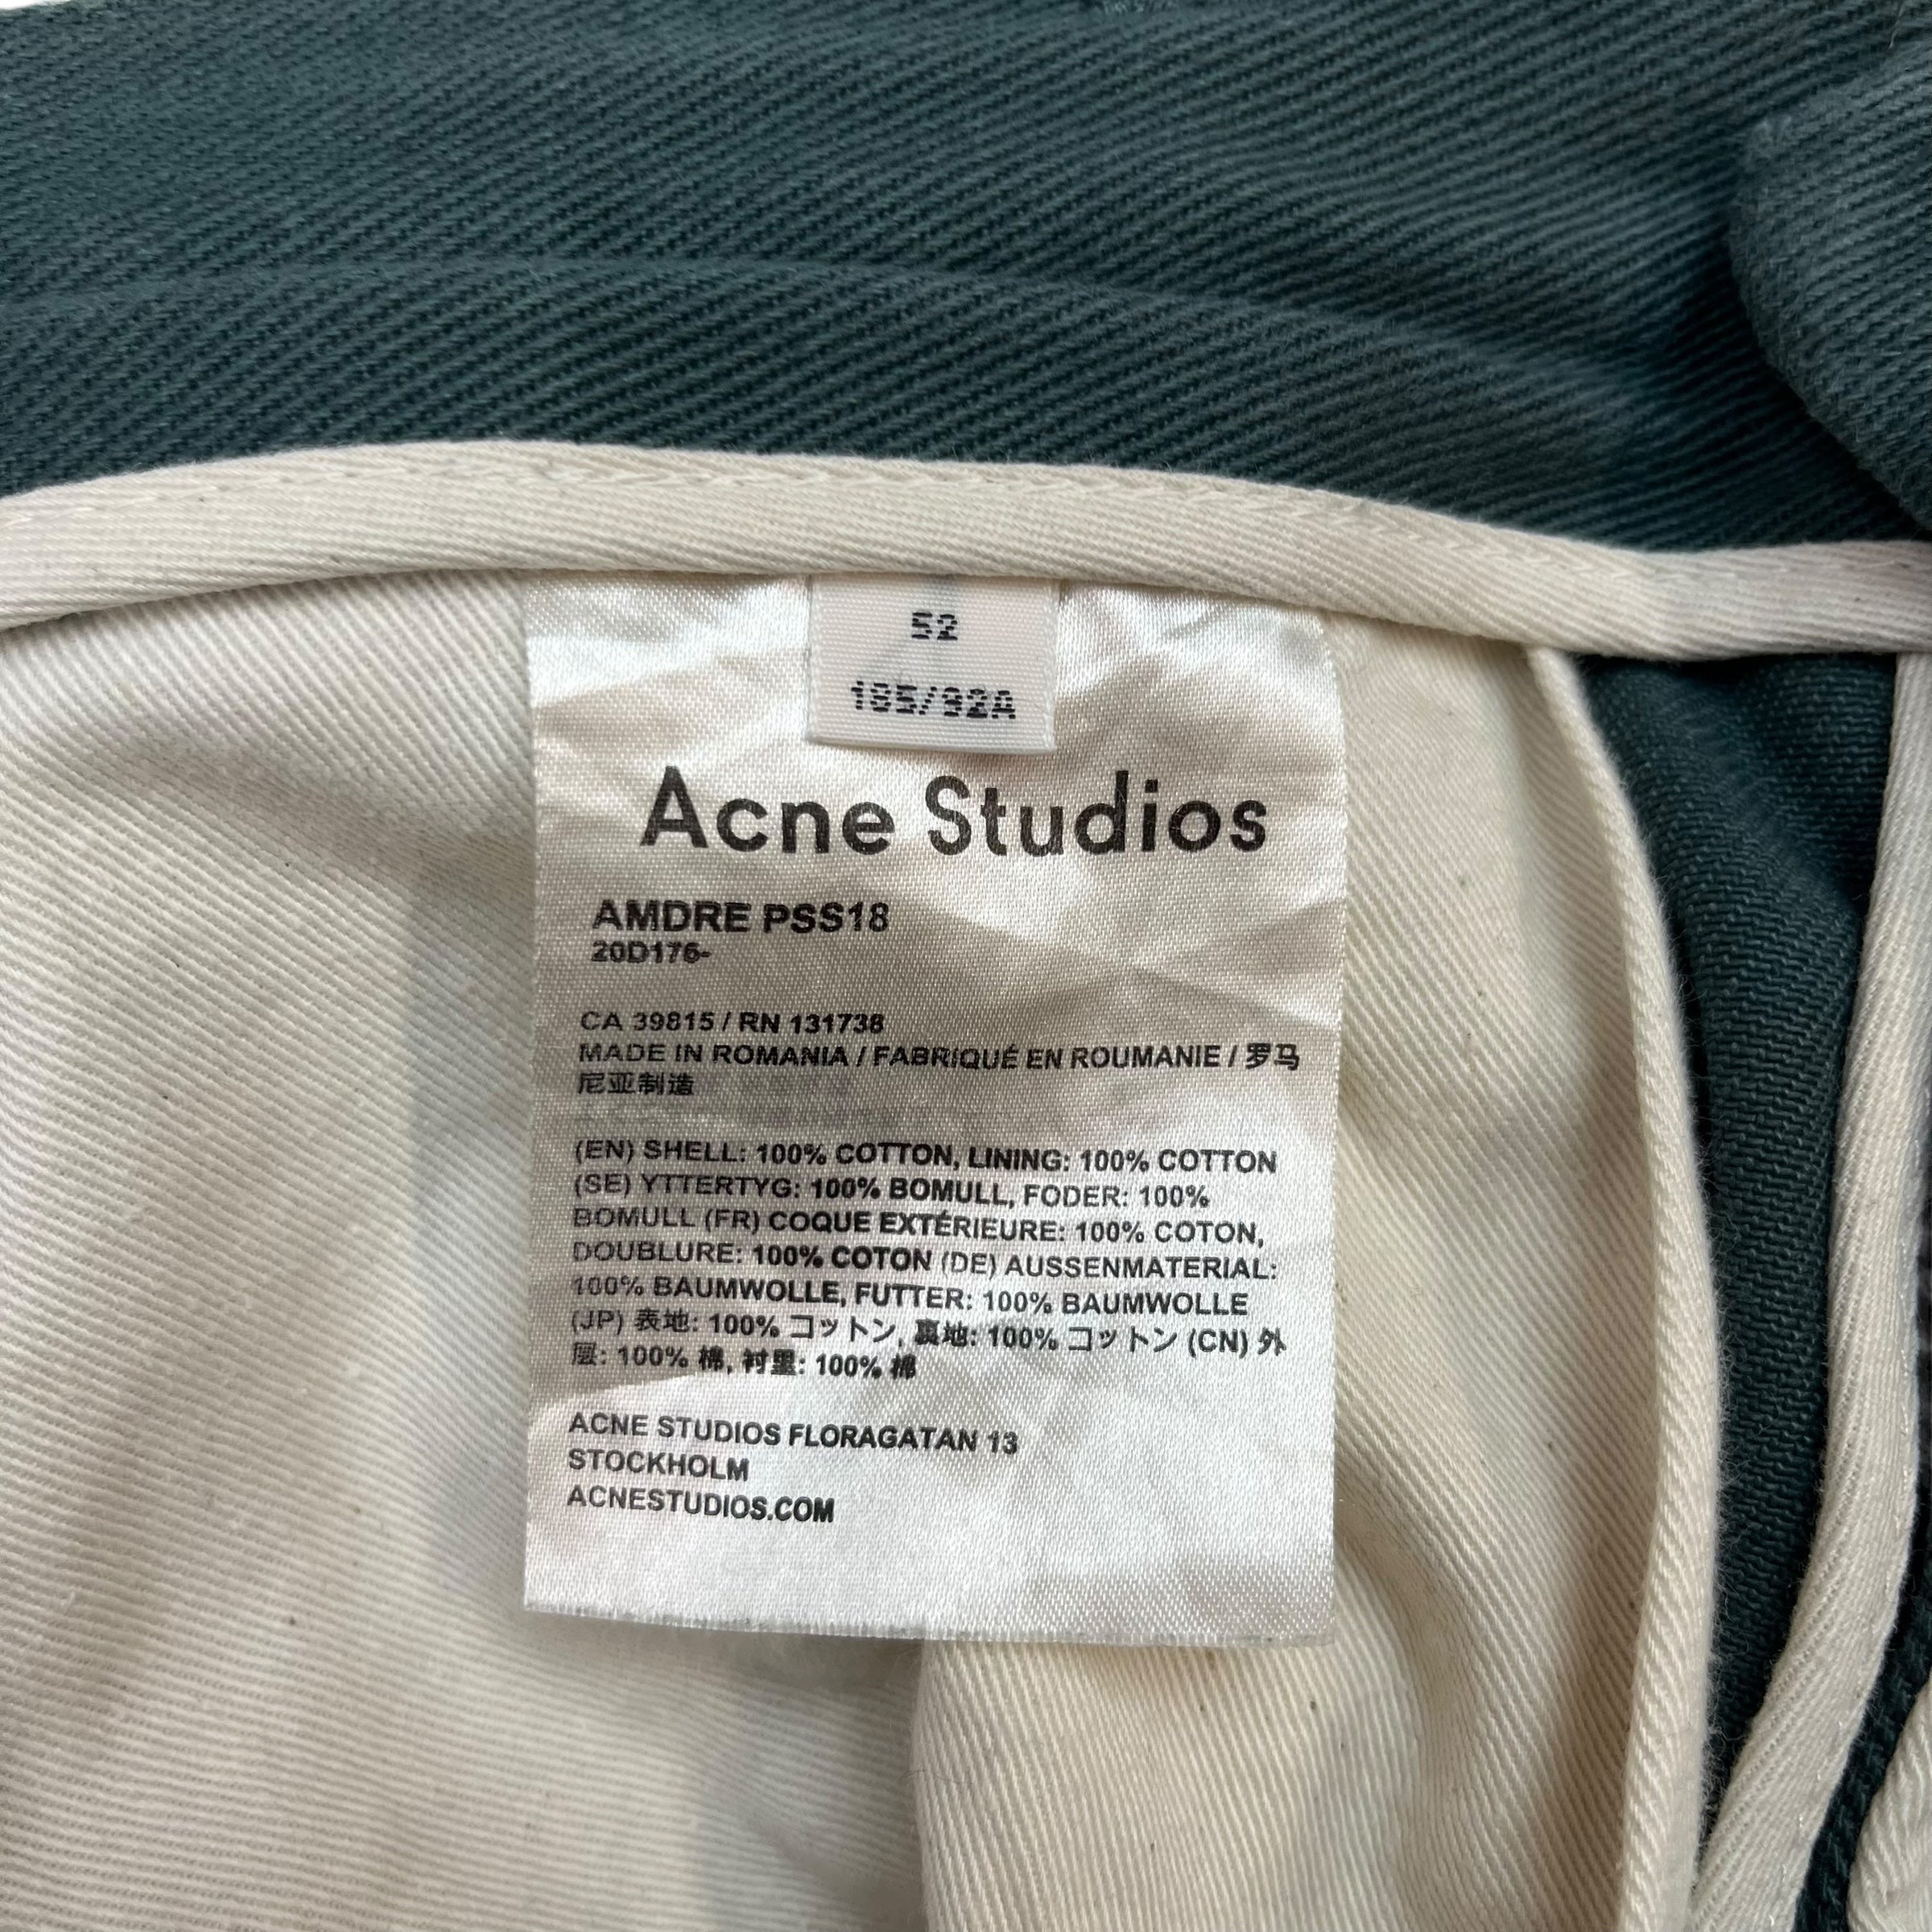 52
185/92A
Acne Studios
AMDRE PSS18
20D176-
CA 39815 / RN 131738
MADE IN ROMANIA / FABRIQUÉ EN ROUMANIE / 罗马
尼亚制造
(EN) SHELL: 100% COTTON, LINING: 100% COTTON
(SE) YTTERTYG: 100% BOMULL, FODER: 100%
BOMULL (FR) COQUE EXTÉRIEURE: 100% COTON,
DOUBLURE: 100% COTON (DE) AUSSENMATERIAL:
100% BAUMWOLLE, FUTTER: 100% BAUMWOLLE
(JP) 表地: 100% コットン, 裏地: 100% コットン (CN) 外
层: 100% 棉, 衬里: 100% 棉
ACNE STUDIOS FLORAGATAN 13
STOCKHOLM
ACNESTUDIOS.COM